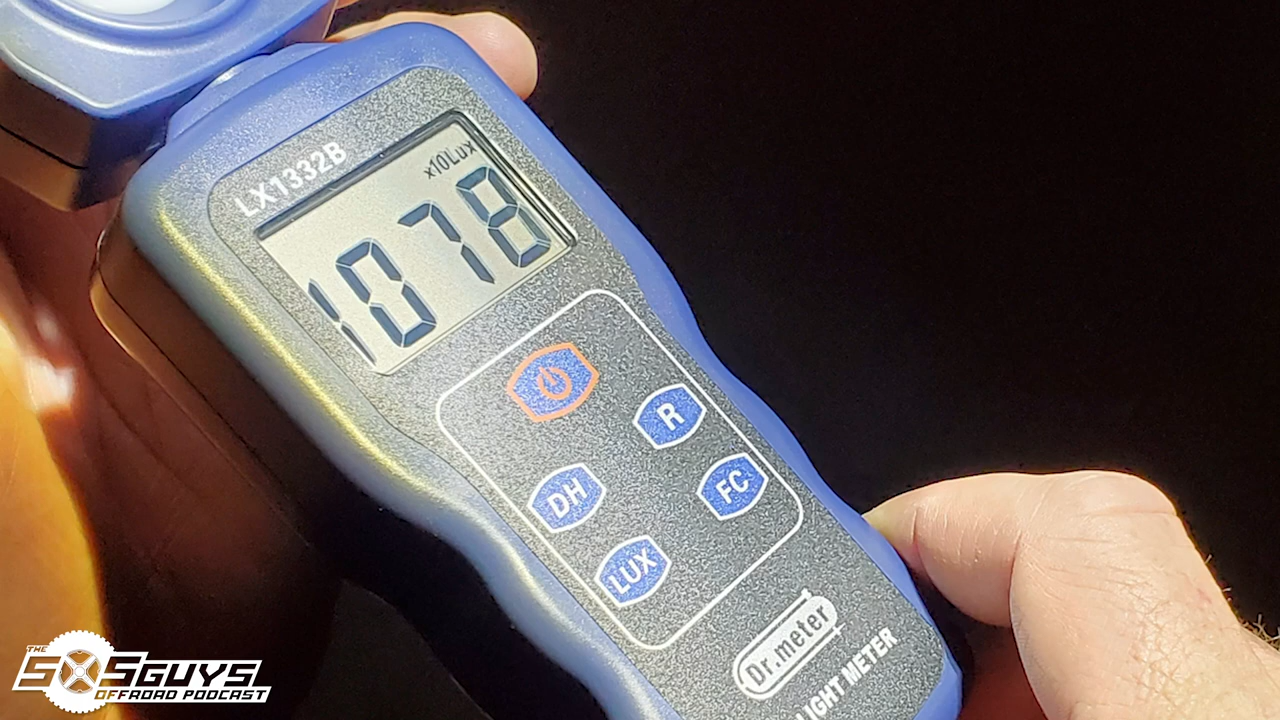 LX1332B
x10Lux
1078
R
DH
FC
LUX
Dr.meter
LIGHT METER
THE
SXSGUYS
OFFROAD PODCAST